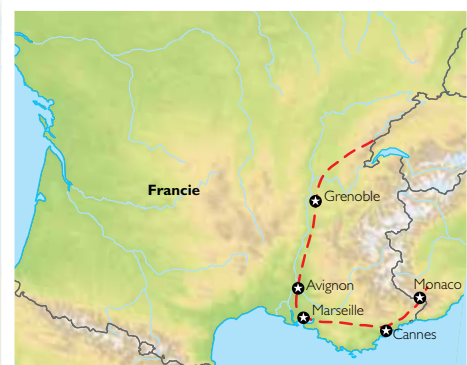 Francie
Grenoble
Avignon
Monaco
Marseille
Cannes